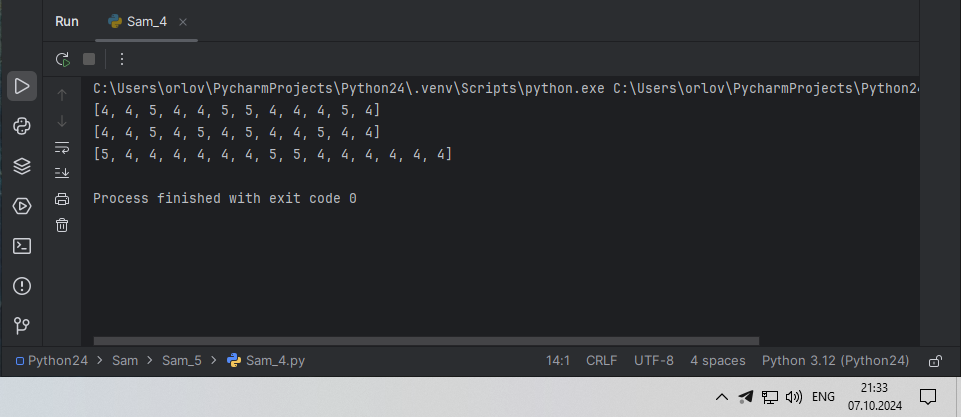 Run Sam_4
C:\Users\orlov\PycharmProjects\Python24\.venv\Scripts\python.exe C:\Users\orlov\PycharmProjects\Python24
[4, 4, 5, 4, 4, 5, 5, 4, 4, 4, 5, 4]
[4, 4, 5, 4, 5, 4, 5, 4, 4, 5, 4, 4]
[5, 4, 4, 4, 4, 4, 4, 5, 5, 4, 4, 4, 4, 4, 4]
Process finished with exit code 0
Python24 > Sam > Sam_5 > Sam_4.py 14:1 CRLF UTF-8 4 spaces Python 3.12 (Python24)
ENG
21:33
07.10.2024